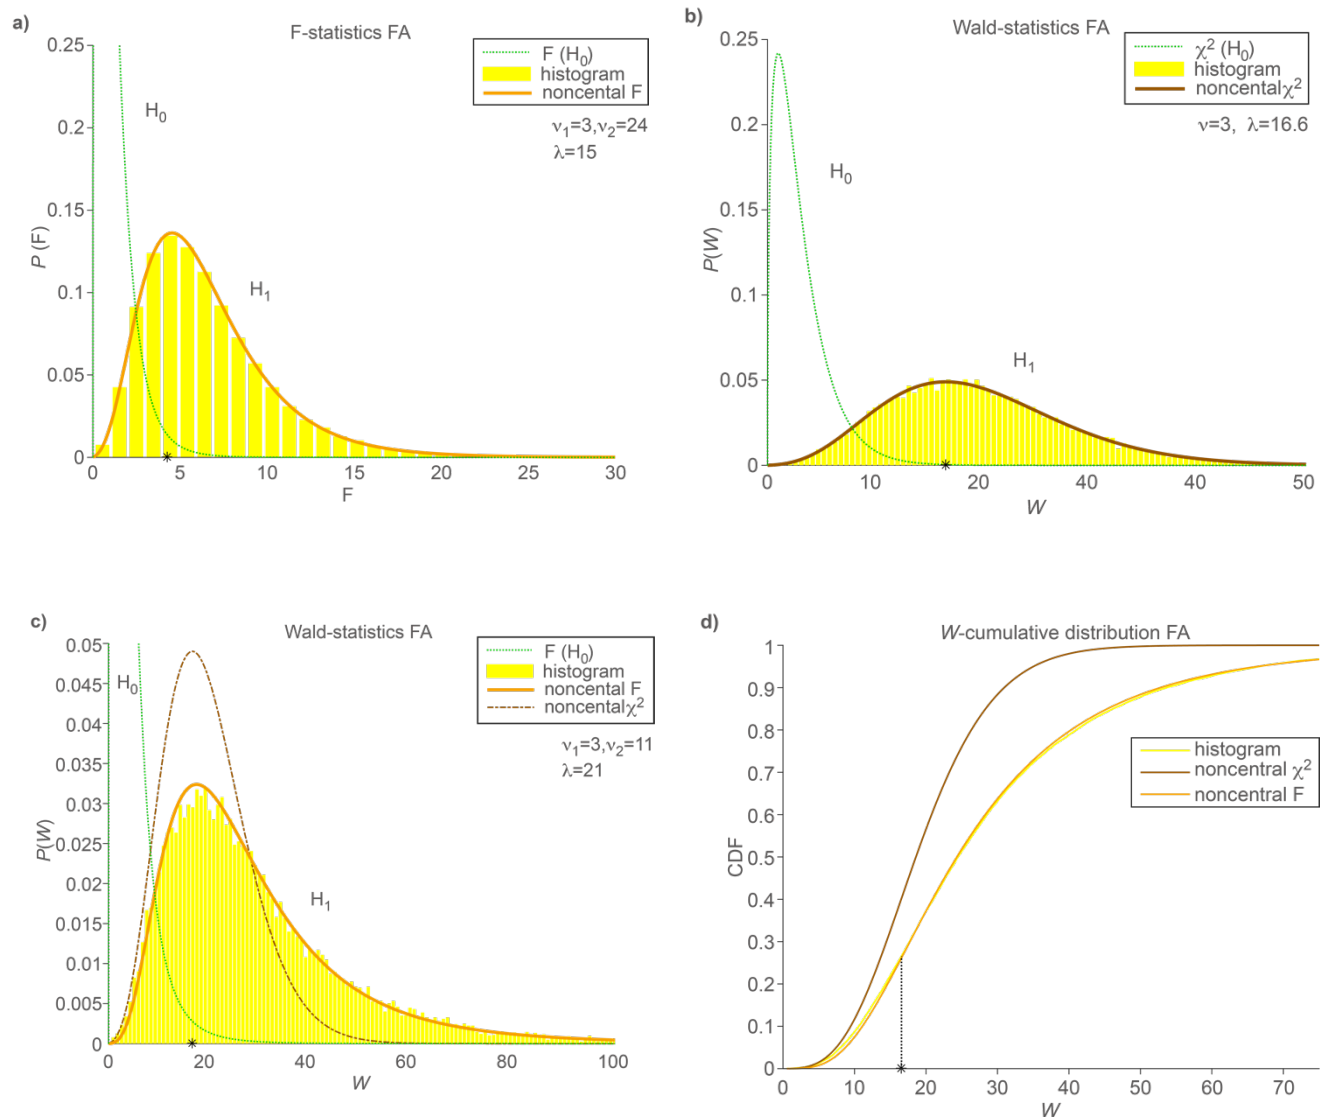 a)
F-statistics FA
F (H0)
histogram
noncental F
ν1=3,ν2=24
λ=15
H0
H1
P (F)
0.25
0.2
0.15
0.1
0.05
0
0 5 10 15 20 25 30
F
b)
Wald-statistics FA
χ2 (H0)
histogram
noncentalχ2
ν=3, λ=16.6
H0
H1
P(W)
0.25
0.2
0.15
0.1
0.05
0
0 10 20 40 40 50
W
c)
Wald-statistics FA
F (H0)
histogram
noncental F
noncentalχ2
ν1=3,ν2=11
λ=21
H0
H1
P(W)
0.05
0.045
0.04
0.035
0.03
0.025
0.02
0.015
0.01
0.005
0
0 20 40 60 80 100
W
d)
W-cumulative distribution FA
histogram
noncentral χ2
noncentral F
CDF
1
0.9
0.8
0.7
0.6
0.5
0.4
0.3
0.2
0.1
0
0 10 20 30 40 50 60 70
W